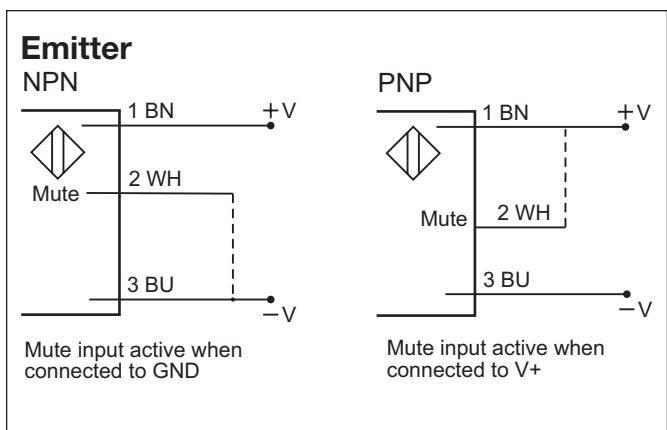 Emitter
NPN
1 BN
+V
Mute
2 WH
3 BU
−V
Mute input active when
connected to GND
PNP
1 BN
+V
Mute
2 WH
3 BU
−V
Mute input active when
connected to V+